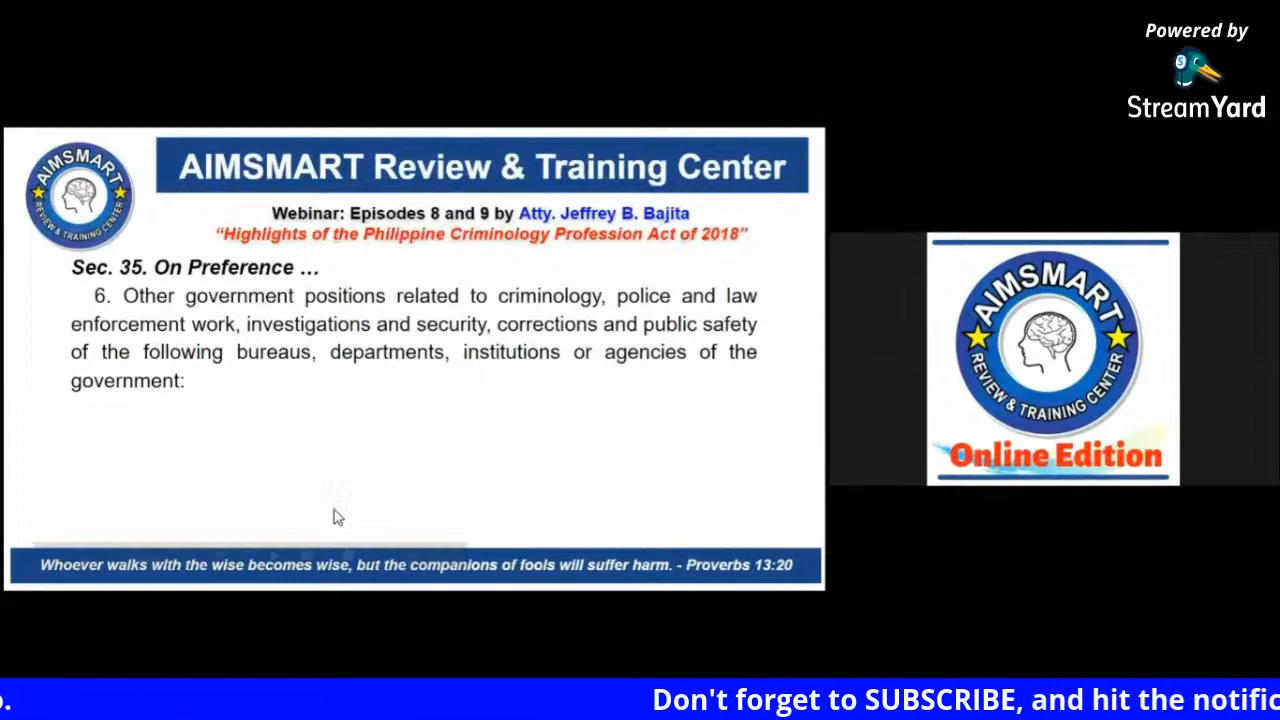 Powered by
StreamYard
AIMSMART
REVIEW & TRAINING CENTER
AIMSMART Review & Training Center
Webinar: Episodes 8 and 9 by Atty. Jeffrey B. Bajita
“Highlights of the Philippine Criminology Profession Act of 2018”
Sec. 35. On Preference …
6. Other government positions related to criminology, police and law
enforcement work, investigations and security, corrections and public safety
of the following bureaus, departments, institutions or agencies of the
government:
Whoever walks with the wise becomes wise, but the companions of fools will suffer harm. - Proverbs 13:20
AIMSMART
REVIEW & TRAINING CENTER
Online Edition
o. Don't forget to SUBSCRIBE, and hit the notific